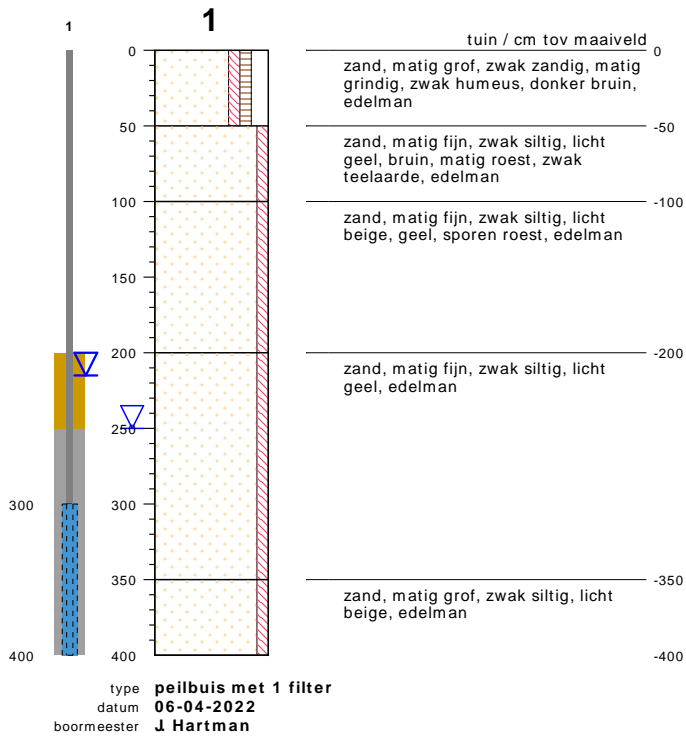 1
1
tuin / cm tov maaiveld
0
0
zand, matig grof, zwak zandig, matig
grindig, zwak humeus, donker bruin,
edelman
50
-50
zand, matig fijn, zwak siltig, licht
geel, bruin, matig roest, zwak
teelaarde, edelman
100
-100
zand, matig fijn, zwak siltig, licht
beige, geel, sporen roest, edelman
150
200
-200
zand, matig fijn, zwak siltig, licht
geel, edelman
250
300
300
350
-350
zand, matig grof, zwak siltig, licht
beige, edelman
400
400
-400
type peilbuis met 1 filter
datum 06-04-2022
boormeester J. Hartman